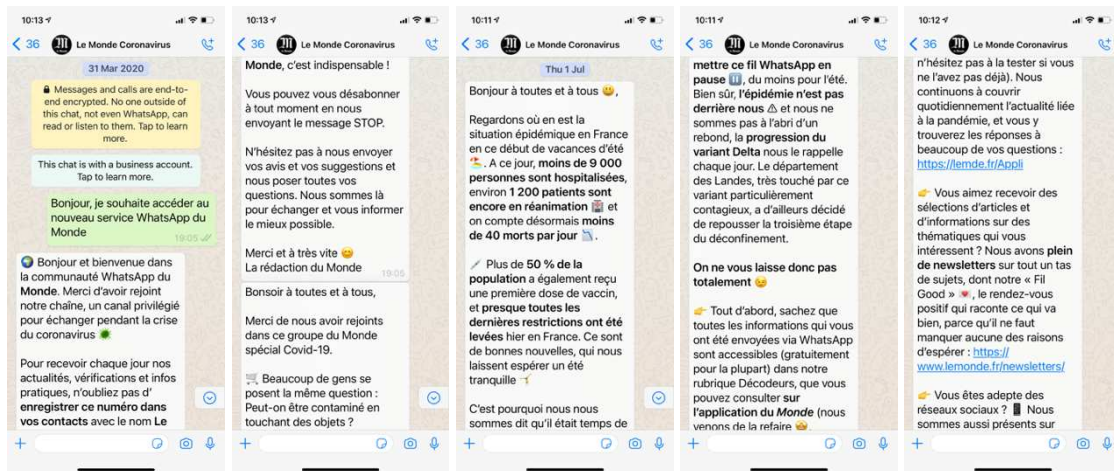 10:13
36
Le Monde Coronavirus
31 Mar 2020
Messages and calls are end-to-
end encrypted. No one outside of
this chat, not even WhatsApp, can
read or listen to them. Tap to learn
more.
This chat is with a business account.
Tap to learn more.
Bonjour, je souhaite accéder au
nouveau service WhatsApp du
Monde
19:05
🌍 Bonjour et bienvenue dans
la communauté WhatsApp du
Monde. Merci d'avoir rejoint
notre chaîne, un canal privilégié
pour échanger pendant la crise
du coronavirus
Pour recevoir chaque jour nos
actualités, vérifications et infos
pratiques, n'oubliez pas d'
enregistrer ce numéro dans
vos contacts avec le nom Le
10:13
36
Le Monde Coronavirus
Monde, c'est indispensable !
Vous pouvez vous désabonner
à tout moment en nous
envoyant le message STOP.
N'hésitez pas à nous envoyer
vos avis et vos suggestions et
nous poser toutes vos
questions. Nous sommes là
pour échanger et vous informer
le mieux possible.
Merci et à très vite 😊
La rédaction du Monde
19:05
Bonsoir à toutes et à tous,
Merci de nous avoir rejoints
dans ce groupe du Monde
spécial Covid-19.
🛒 Beaucoup de gens se
posent la même question :
Peut-on être contaminé en
touchant des objets ?
10:11
36
Le Monde Coronavirus
Thu 1 Jul
Bonjour à toutes et à tous 😃,
Regardons où en est la
situation épidémique en France
en ce début de vacances d'été
🏖. A ce jour, moins de 9 000
personnes sont hospitalisées,
environ 1 200 patients sont
encore en réanimation 🏥 et
on compte désormais moins
de 40 morts par jour 📉.
💉 Plus de 50 % de la
population a également reçu
une première dose de vaccin,
et presque toutes les
dernières restrictions ont été
levées hier en France. Ce sont
de bonnes nouvelles, qui nous
laissent espérer un été
tranquille
C'est pourquoi nous nous
sommes dit qu'il était temps de
10:11
36
Le Monde Coronavirus
mettre ce fil WhatsApp en
pause ⏸, du moins pour l'été.
Bien sûr, l'épidémie n'est pas
derrière nous ⚠ et nous ne
sommes pas à l'abri d'un
rebond, la progression du
variant Delta nous le rappelle
chaque jour. Le département
des Landes, très touché par ce
variant particulièrement
contagieux, a d'ailleurs décidé
de repousser la troisième étape
du déconfinement.
On ne vous laisse donc pas
totalement 😉
👉 Tout d'abord, sachez que
toutes les informations qui vous
ont été envoyées via WhatsApp
sont accessibles (gratuitement
pour la plupart) dans notre
rubrique Décodeurs, que vous
pouvez consulter sur
l'application du Monde (nous
venons de la refaire 🤩,
10:12
36
Le Monde Coronavirus
n'hésitez pas à la tester si vous
ne l'avez pas déjà). Nous
continuons à couvrir
quotidiennement l'actualité liée
à la pandémie, et vous y
trouverez les réponses à
beaucoup de vos questions :
https://lemde.fr/Appli
👉 Vous aimez recevoir des
sélections d'articles et
d'informations sur des
thématiques qui vous
intéressent ? Nous avons plein
de newsletters sur tout un tas
de sujets, dont notre « Fil
Good » 💌, le rendez-vous
positif qui raconte ce qui va
bien, parce qu'il ne faut
manquer aucune des raisons
d'espérer : https://
www.lemonde.fr/newsletters/
👉 Vous êtes adepte des
réseaux sociaux ? 📱 Nous
sommes aussi présents sur